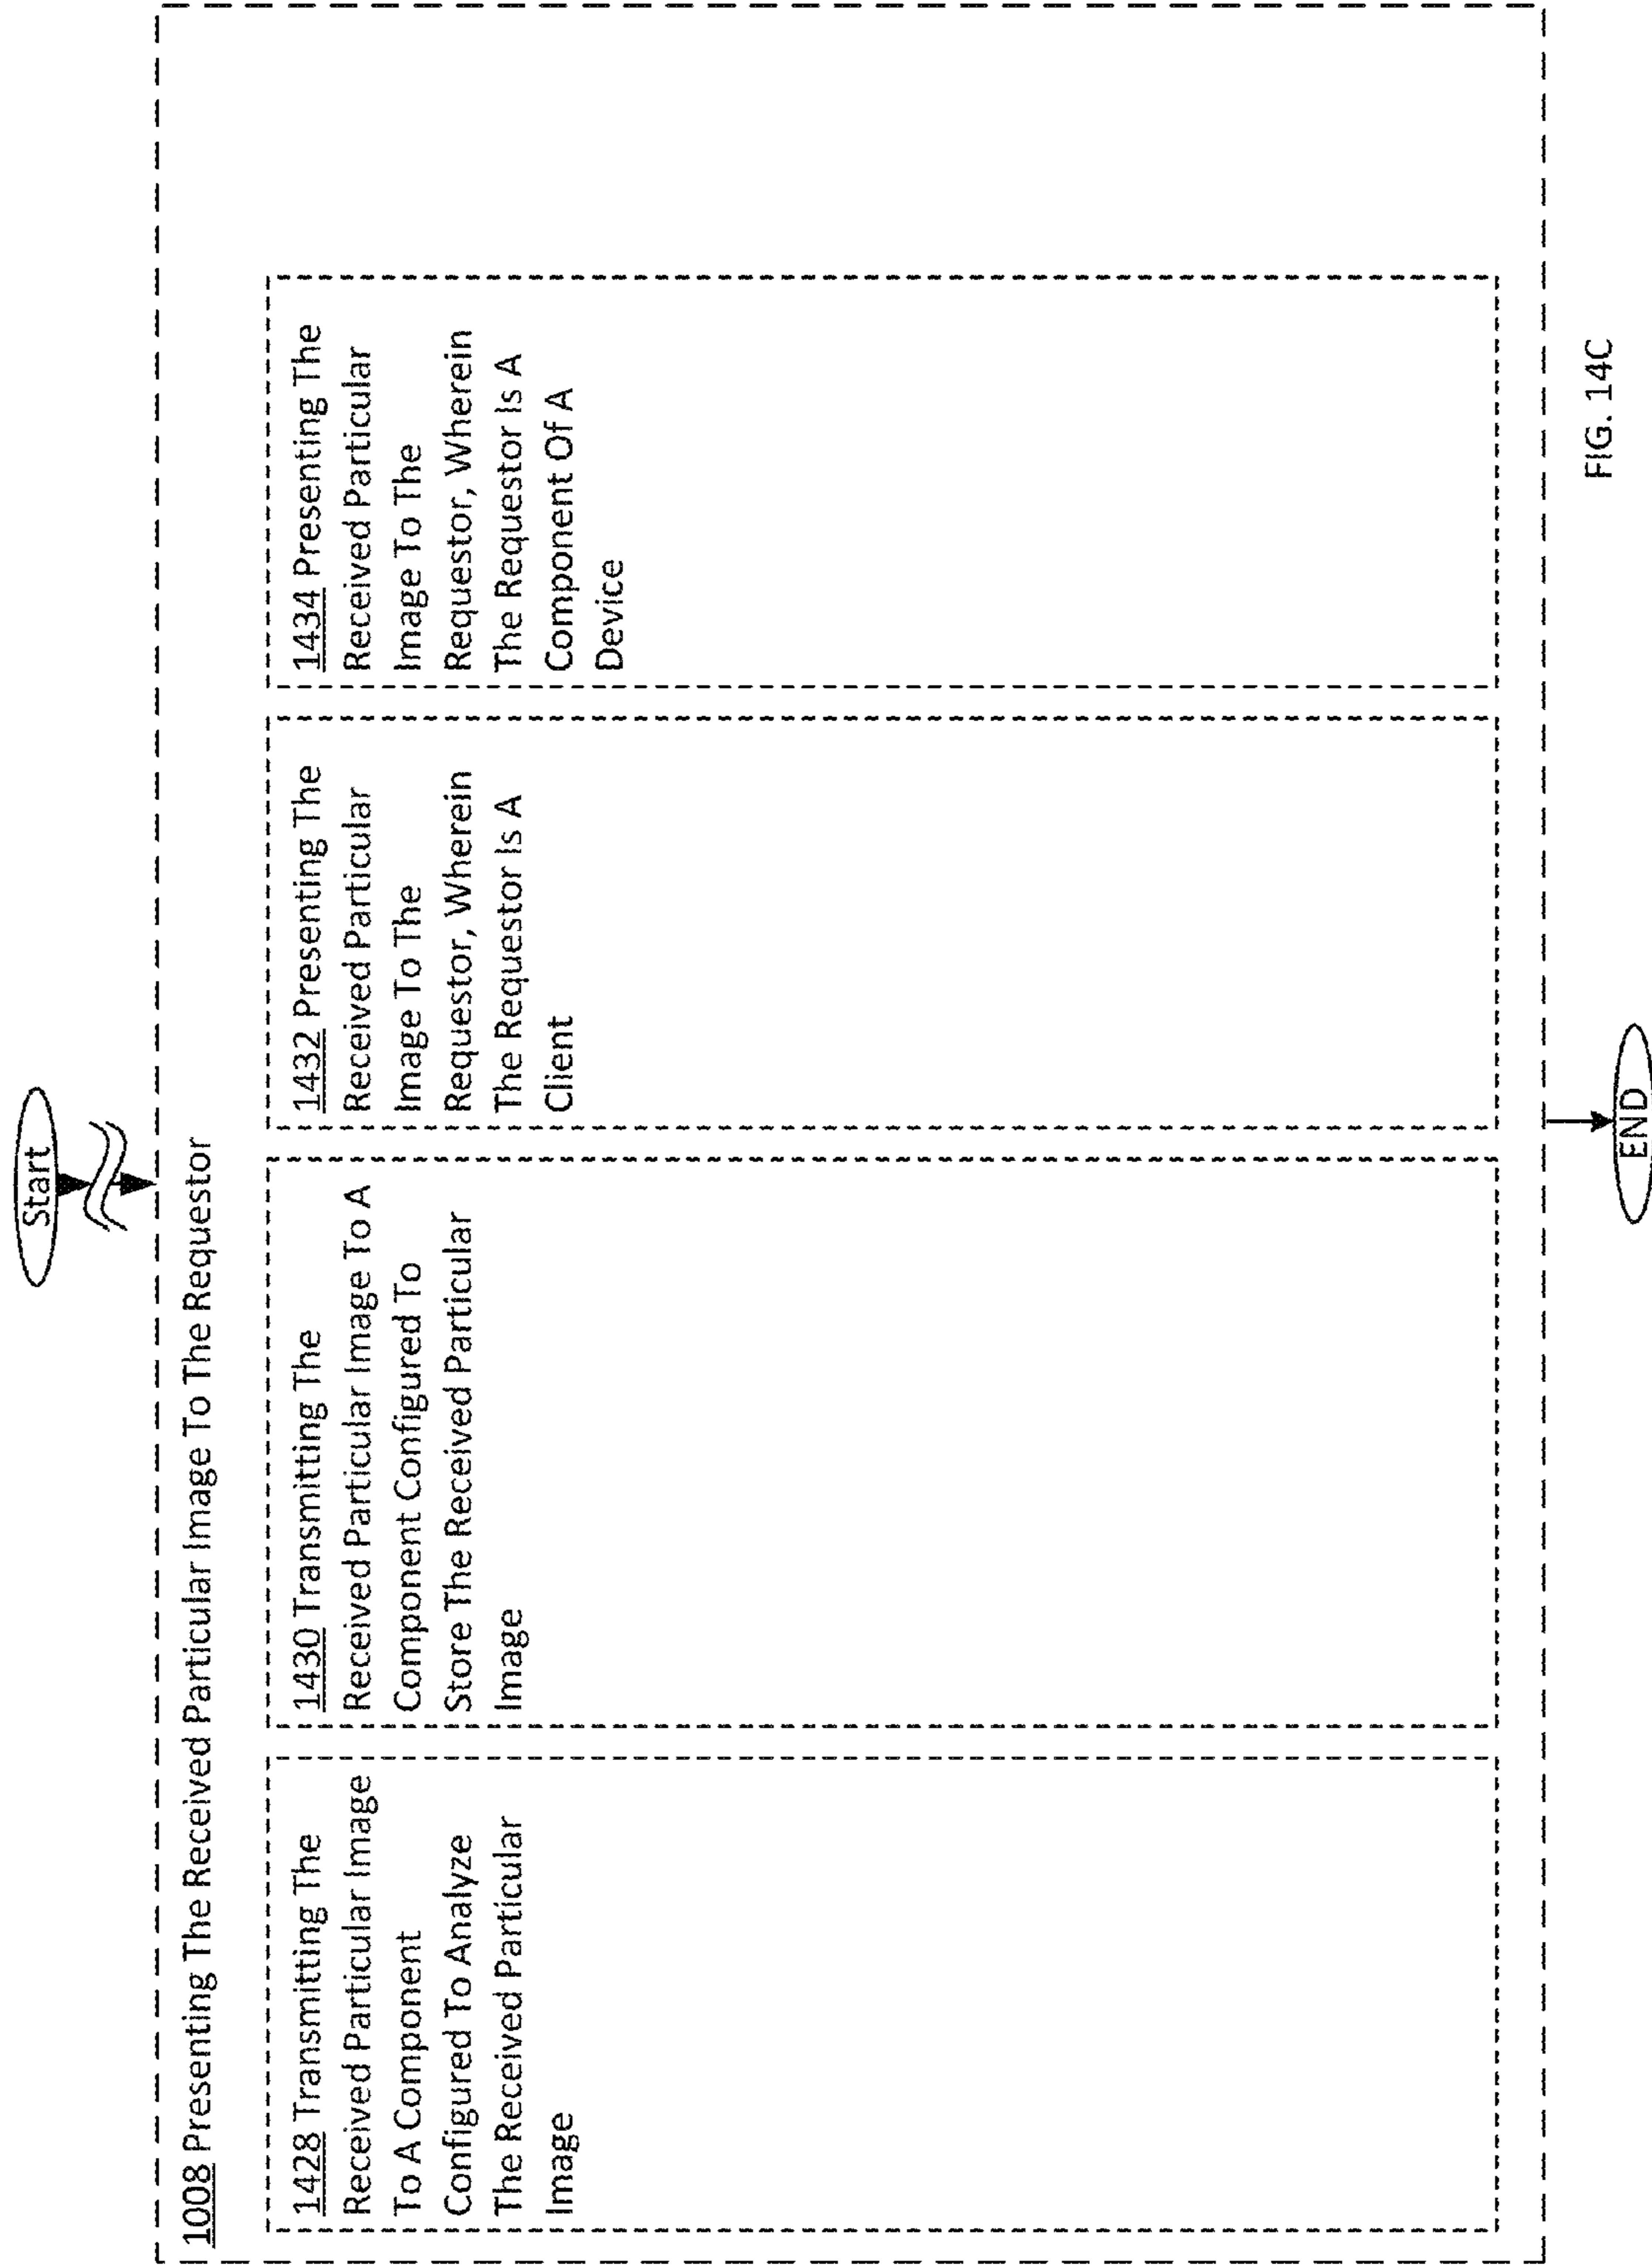 Start
1008 Presenting The Received Particular Image To The Requestor
1428 Transmitting The
Received Particular Image
To A Component
Configured To Analyze
The Received Particular
Image
1430 Transmitting The
Received Particular Image To A
Component Configured To
Store The Received Particular
Image
1432 Presenting The
Received Particular
Image To The
Requestor, Wherein
The Requestor Is A
Client
1434 Presenting The
Received Particular
Image To The
Requestor, Wherein
The Requestor Is A
Component Of A
Device
END
FIG. 14C